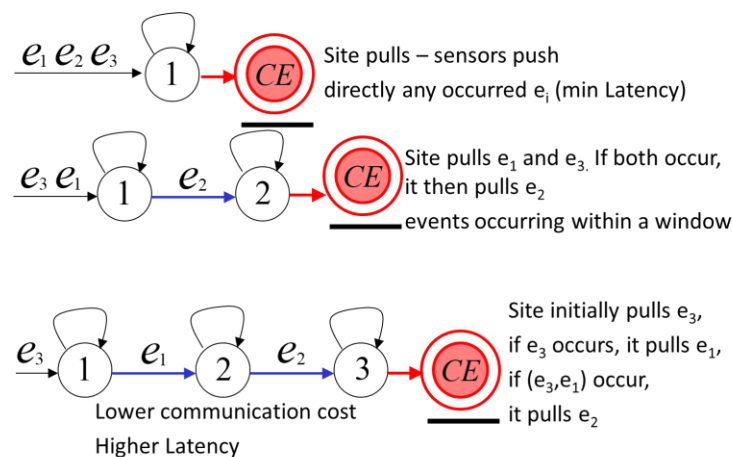 e₁ e₂ e₃
1
CE
Site pulls – sensors push
directly any occurred eᵢ (min Latency)
e₃ e₁
1
e₂
2
CE
Site pulls e₁ and e₃. If both occur,
it then pulls e₂
events occurring within a window
e₃
1
e₁
2
e₂
3
CE
Site initially pulls e₃,
if e₃ occurs, it pulls e₁,
if (e₃,e₁) occur,
it pulls e₂
Lower communication cost
Higher Latency